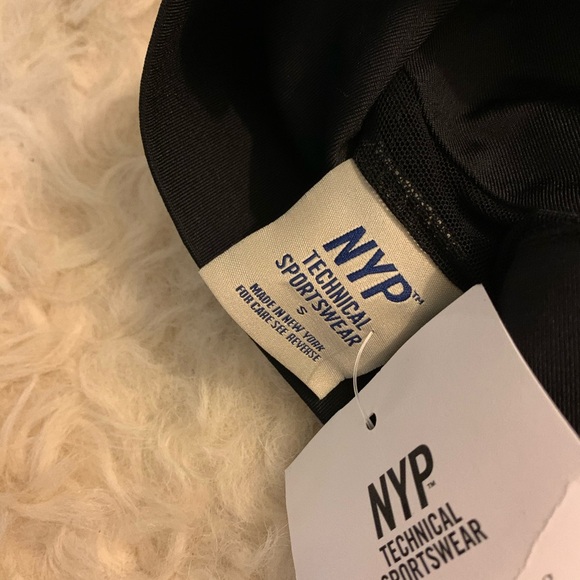 NYP™
TECHNICAL
SPORTSWEAR
S
MADE IN NEW YORK
FOR CARE SEE REVERSE
NYP™
TECHNICAL
SPORTSWEAR